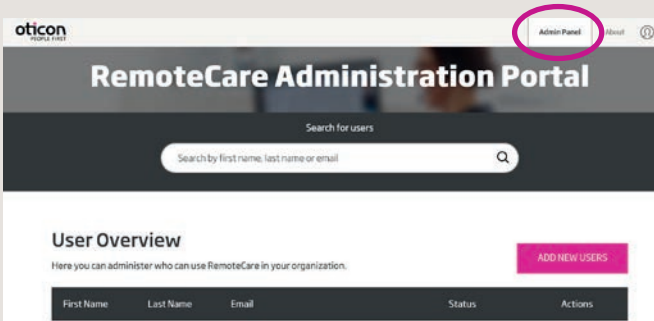 oticon
PEOPLE FIRST
Admin Panel
About
RemoteCare Administration Portal
Search for users
Search by first name, last name or email
User Overview
Here you can administer who can use RemoteCare in your organization.
ADD NEW USERS
First Name Last Name Email Status Actions